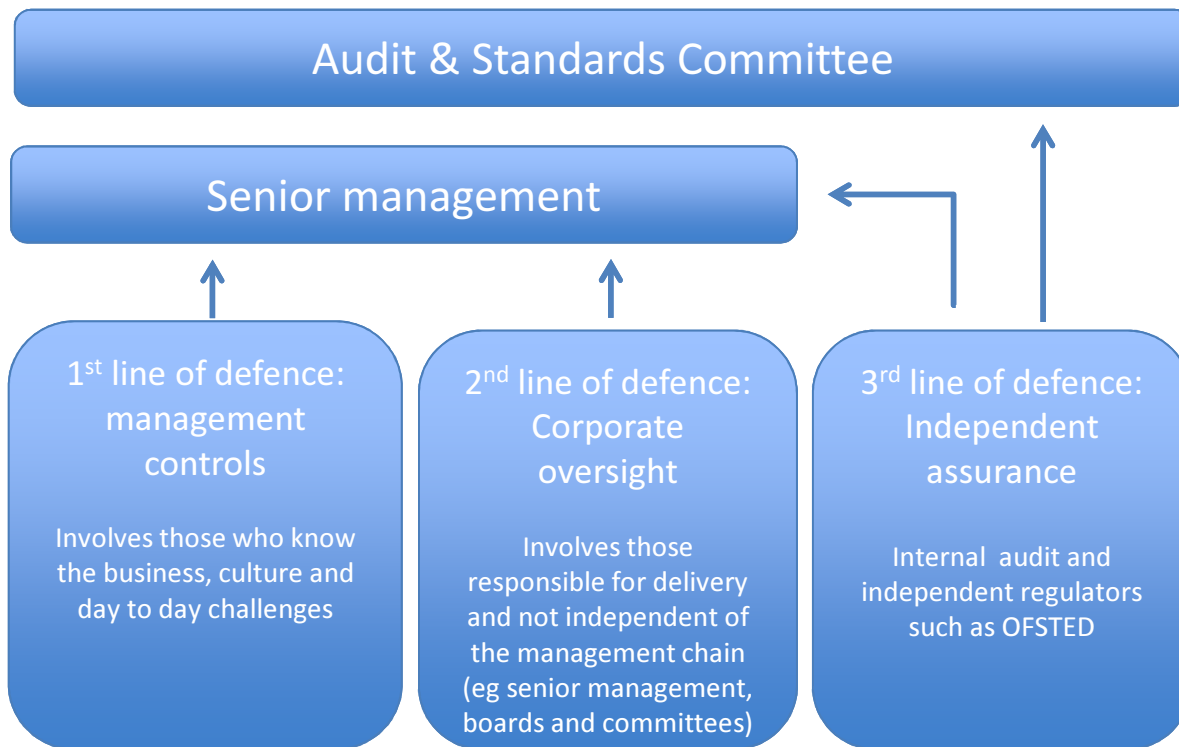 Audit & Standards Committee
Senior management
1st line of defence:
management
controls
Involves those who know
the business, culture and
day to day challenges
2nd line of defence:
Corporate
oversight
Involves those
responsible for delivery
and not independent of
the management chain
(eg senior management,
boards and committees)
3rd line of defence:
Independent
assurance
Internal audit and
independent regulators
such as OFSTED